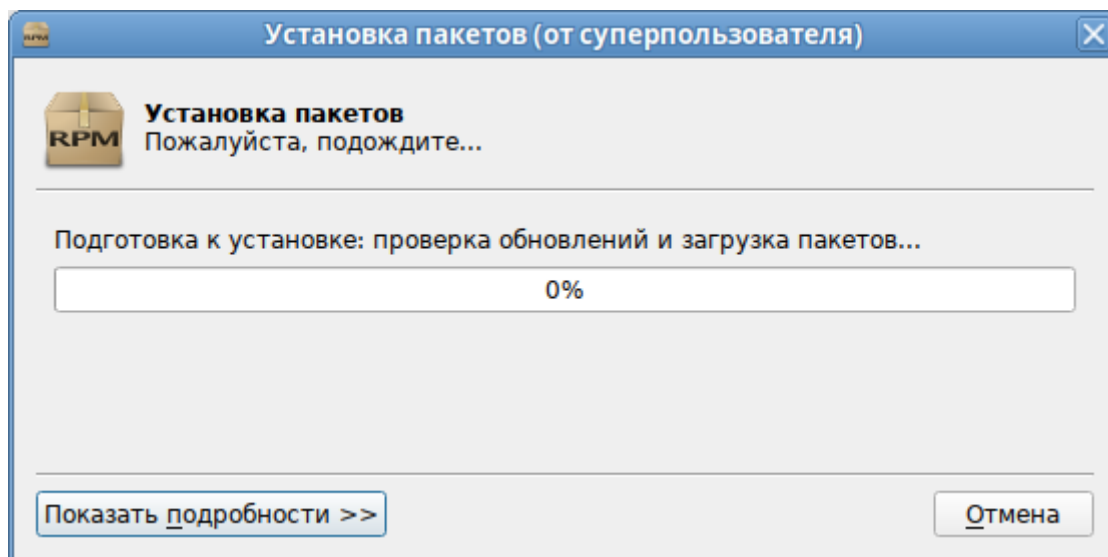 Установка пакетов (от суперпользователя)
RPM
Установка пакетов
Пожалуйста, подождите...
Подготовка к установке: проверка обновлений и загрузка пакетов...
0%
Показать подробности >>
Отмена